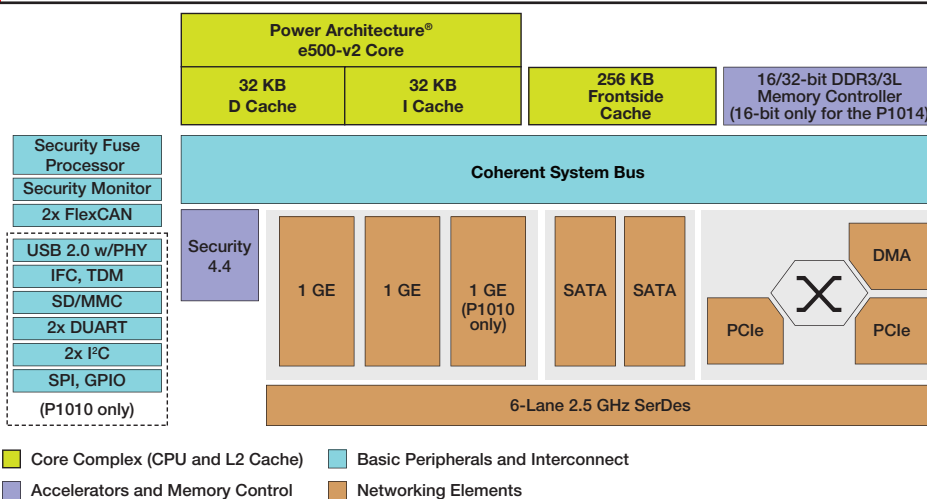 Power Architecture®
e500-v2 Core
32 KB
D Cache
32 KB
I Cache
256 KB
Frontside
Cache
16/32-bit DDR3/3L
Memory Controller
(16-bit only for the P1014)
Security Fuse
Processor
Security Monitor
2x FlexCAN
USB 2.0 w/PHY
IFC, TDM
SD/MMC
2x DUART
2x I²C
SPI, GPIO
(P1010 only)
Coherent System Bus
Security
4.4
1 GE
1 GE
1 GE
(P1010
only)
SATA
SATA
PCIe
DMA
PCIe
6-Lane 2.5 GHz SerDes
Core Complex (CPU and L2 Cache)
Basic Peripherals and Interconnect
Accelerators and Memory Control
Networking Elements